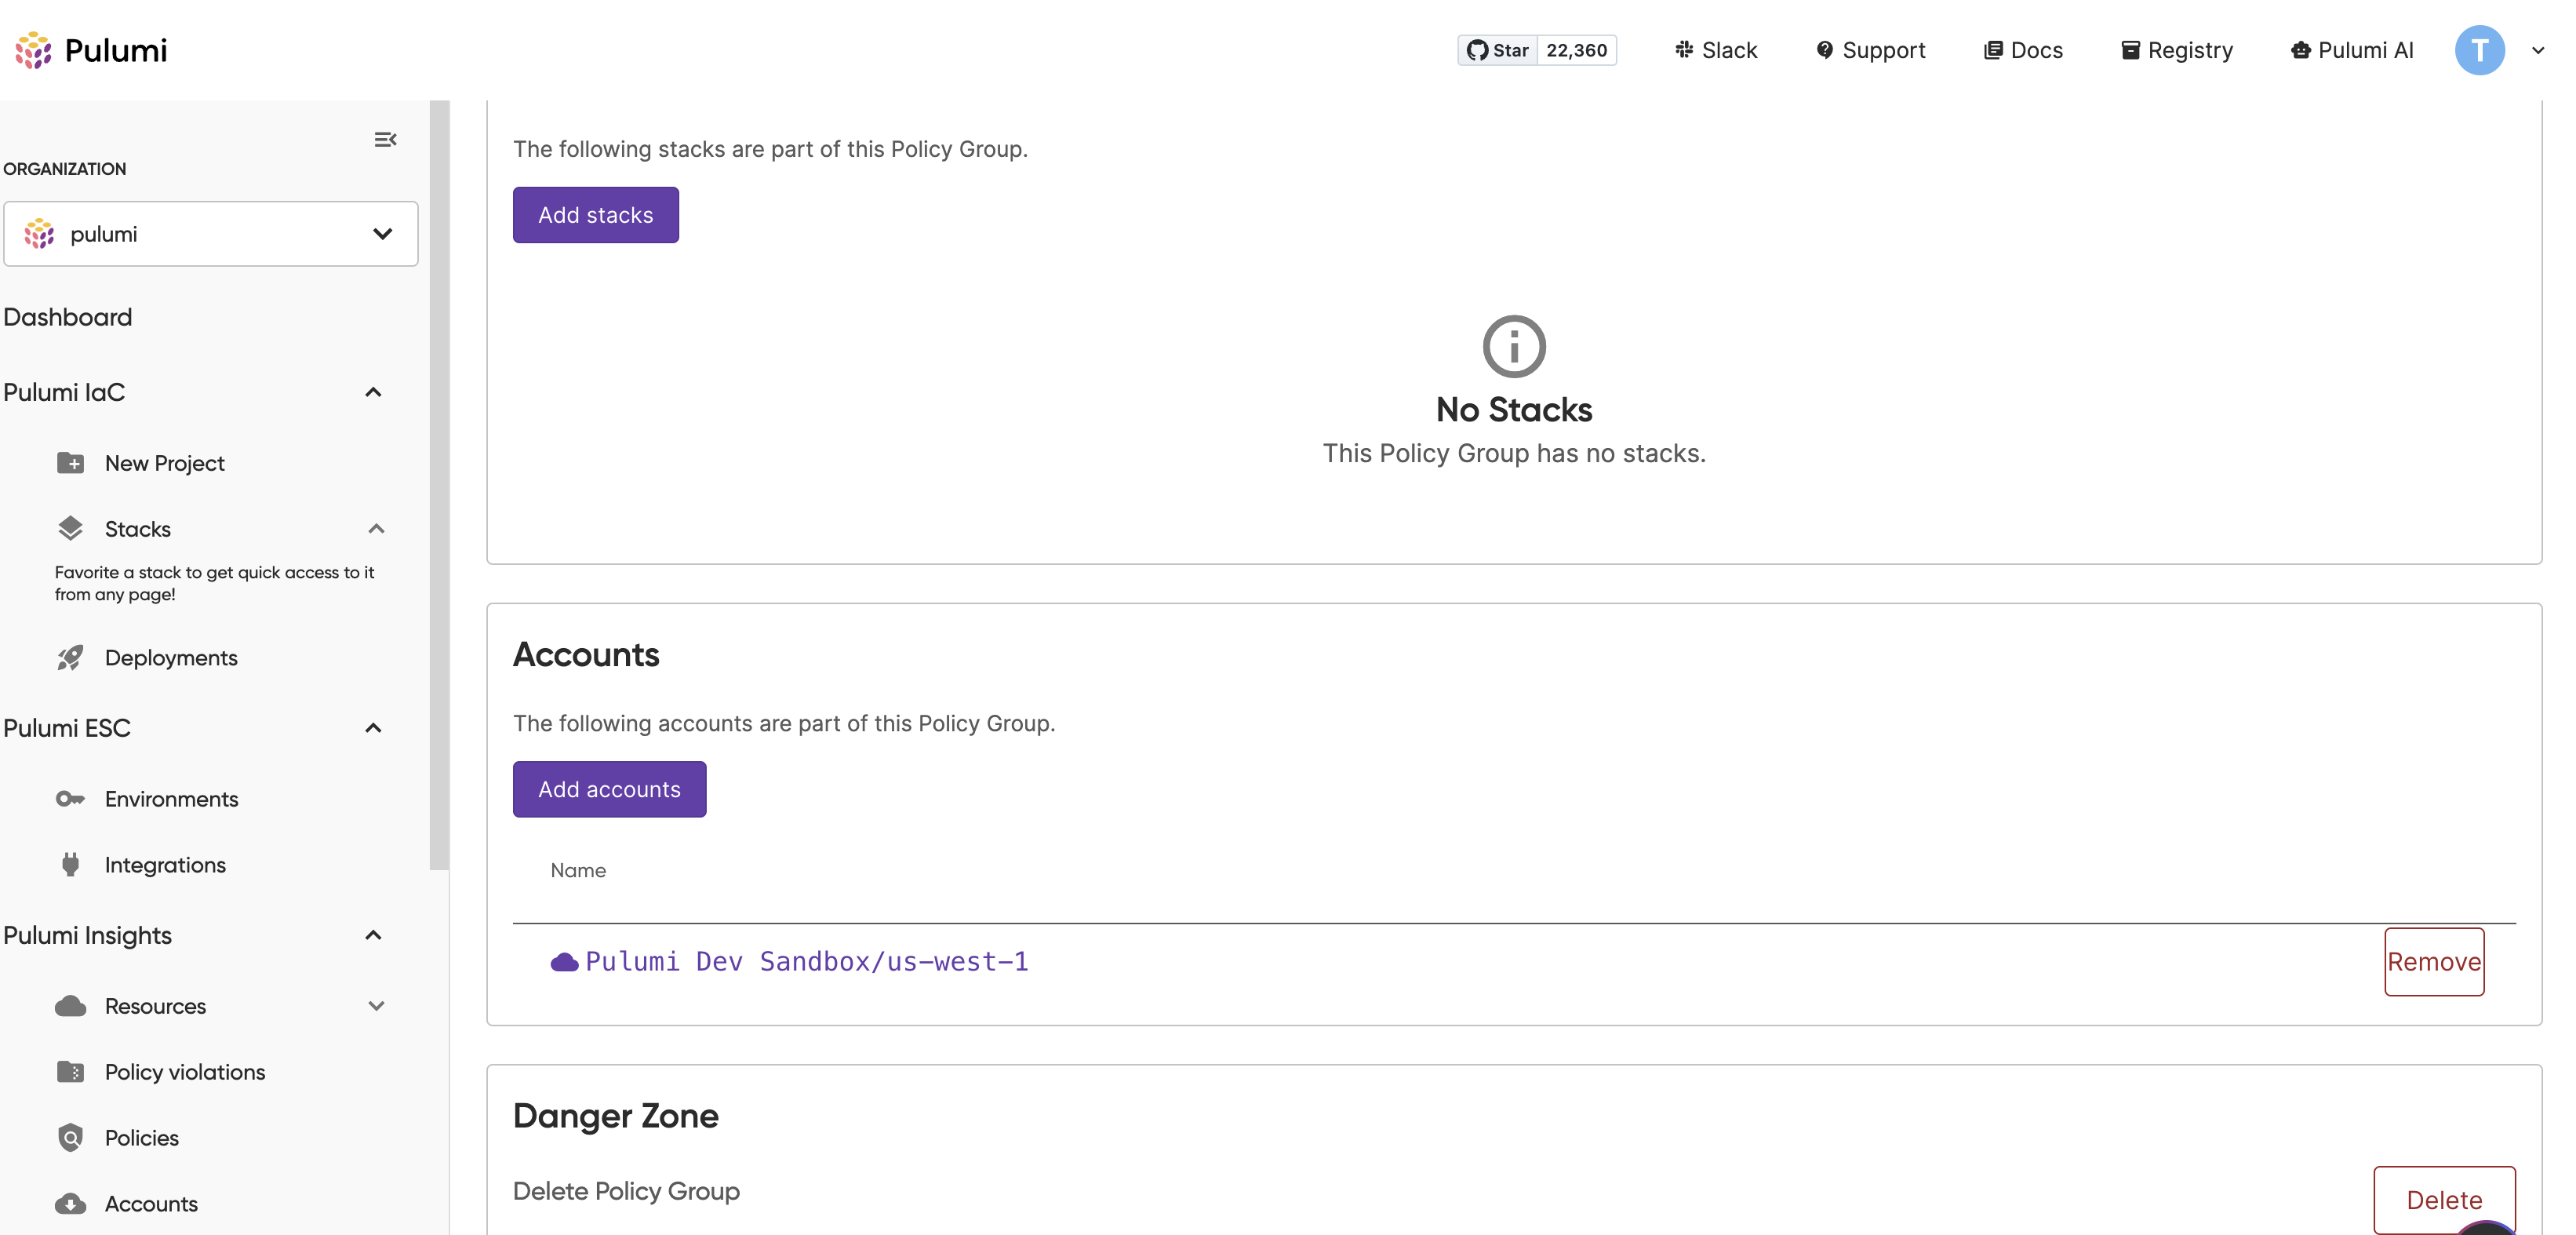 Pulumi
Star 22,360
Slack
Support
Docs
Registry
Pulumi AI
T
ORGANIZATION
pulumi
Dashboard
Pulumi IaC
New Project
Stacks
Favorite a stack to get quick access to it
from any page!
Deployments
Pulumi ESC
Environments
Integrations
Pulumi Insights
Resources
Policy violations
Policies
Accounts
The following stacks are part of this Policy Group.
Add stacks
No Stacks
This Policy Group has no stacks.
Accounts
The following accounts are part of this Policy Group.
Add accounts
Name
Pulumi Dev Sandbox/us-west-1
Remove
Danger Zone
Delete Policy Group
Delete